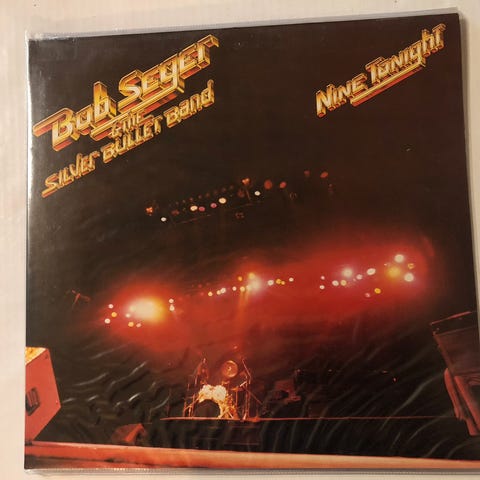 Bob Seger
& THE
SILVER BULLET BAND
NINE TONIGHT